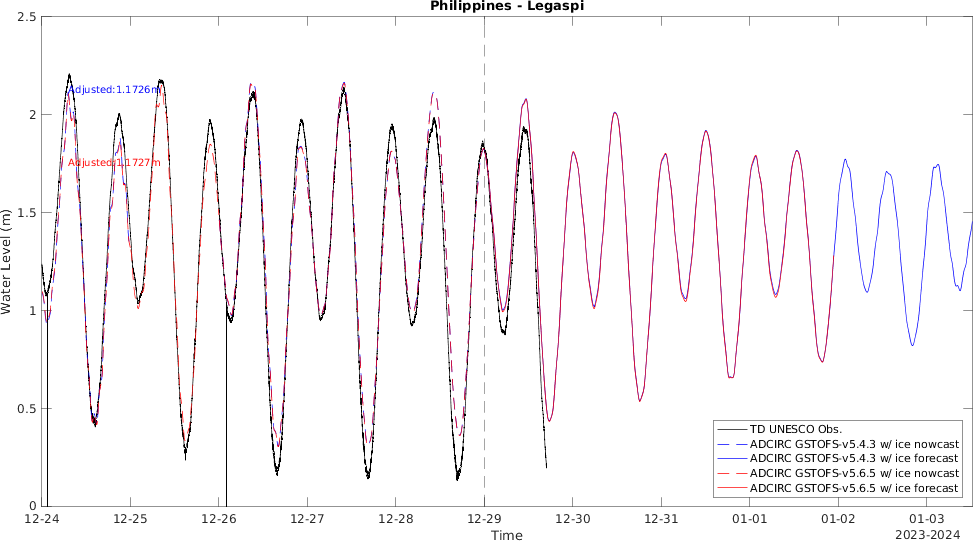 Philippines - Legaspi
2.5
2
1.5
1
0.5
0
Water Level (m)
Adjusted:1.1726m
Adjusted:1.1727m
TD UNESCO Obs.
ADCIRC GSTOFS-v5.4.3 w/ ice nowcast
ADCIRC GSTOFS-v5.4.3 w/ ice forecast
ADCIRC GSTOFS-v5.6.5 w/ ice nowcast
ADCIRC GSTOFS-v5.6.5 w/ ice forecast
12-24 12-25 12-26 12-27 12-28 12-29 12-30 12-31 01-01 01-02 01-03
Time
2023-2024